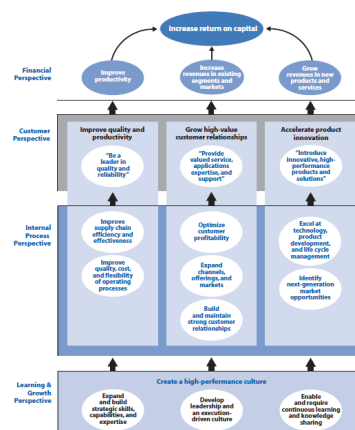 Increase return on capital
Financial
Perspective
Improve
productivity
Increase
revenues in existing
segments and
markets
Grow
revenues in new
products and
services
Customer
Perspective
Improve quality and
productivity
Grow high-value
customer relationships
Accelerate product
innovation
"Be a
leader in
quality and
reliability"
"Provide
valued service,
applications
expertise, and
support"
"Introduce
innovative, high-
performance
products and
solutions"
Internal
Process
Perspective
Improve
supply chain
efficiency and
effectiveness
Improve
quality, cost,
and flexibility
of operating
processes
Optimize
customer
profitability
Expand
channels,
offerings, and
markets
Build
and maintain
strong customer
relationships
Excel at
technology,
product
development,
and life cycle
management
Identify
next-generation
market
opportunities
Learning &
Growth
Perspective
Create a high-performance culture
Expand
and build
strategic skills,
capabilities, and
expertise
Develop
leadership and
an execution-
driven culture
Enable
and require
continuous learning
and knowledge
sharing